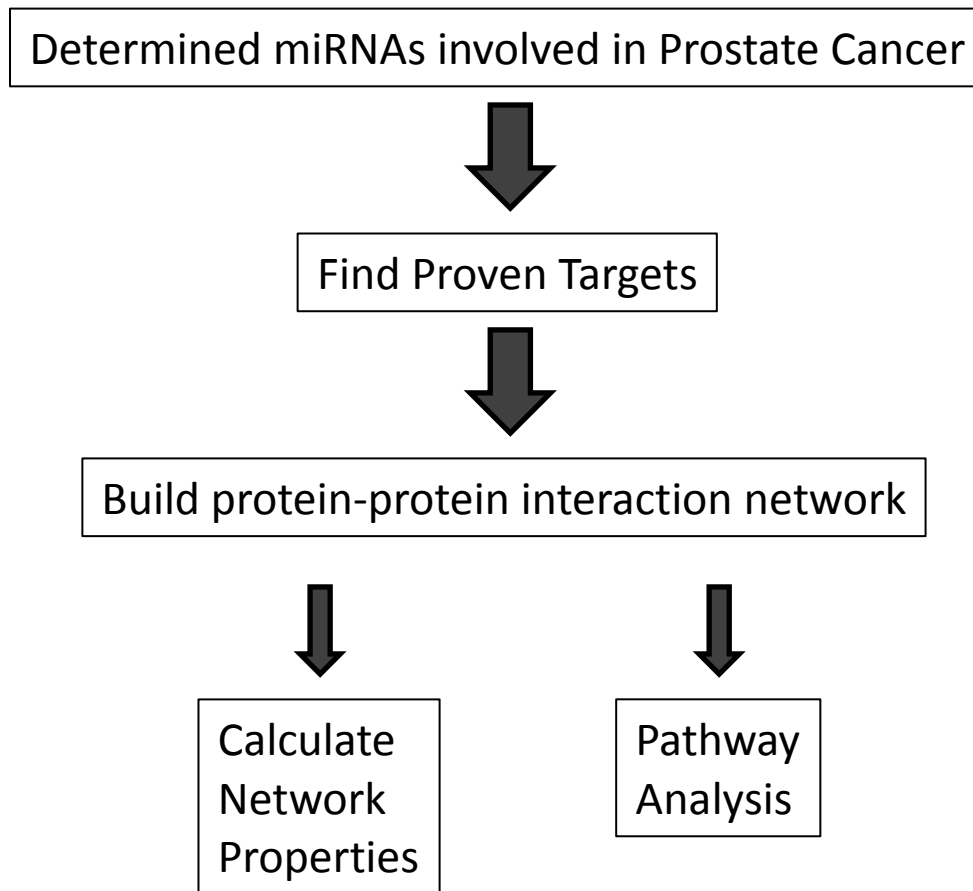 Determined miRNAs involved in Prostate Cancer
Find Proven Targets
Build protein-protein interaction network
Calculate
Network
Properties
Pathway
Analysis